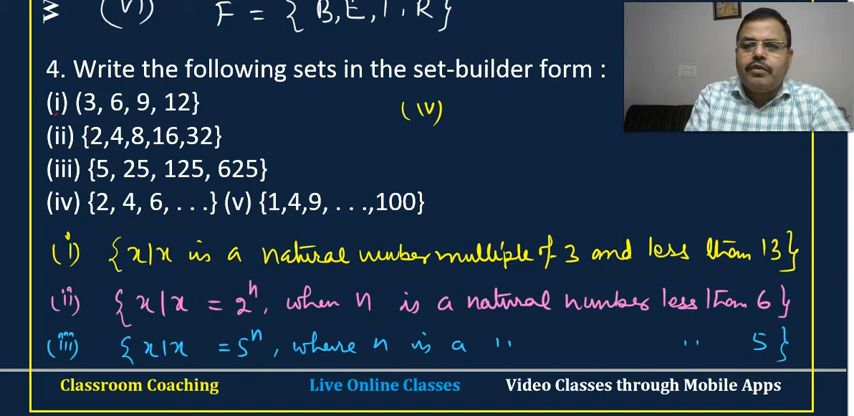 (VI) F = { B, E, T, R}
4. Write the following sets in the set-builder form :
(i) (3, 6, 9, 12}
(IV)
(ii) {2,4,8,16,32}
(iii) {5, 25, 125, 625}
(iv) {2, 4, 6, . . .} (v) {1,4,9, . . .,100}
(i) {x|x is a natural number multiple of 3 and less than 13}
(ii) {x|x = 2ⁿ, when n is a natural number less than 6}
(iii) {x|x = 5ⁿ, where n is a " " 5}
Classroom Coaching Live Online Classes Video Classes through Mobile Apps